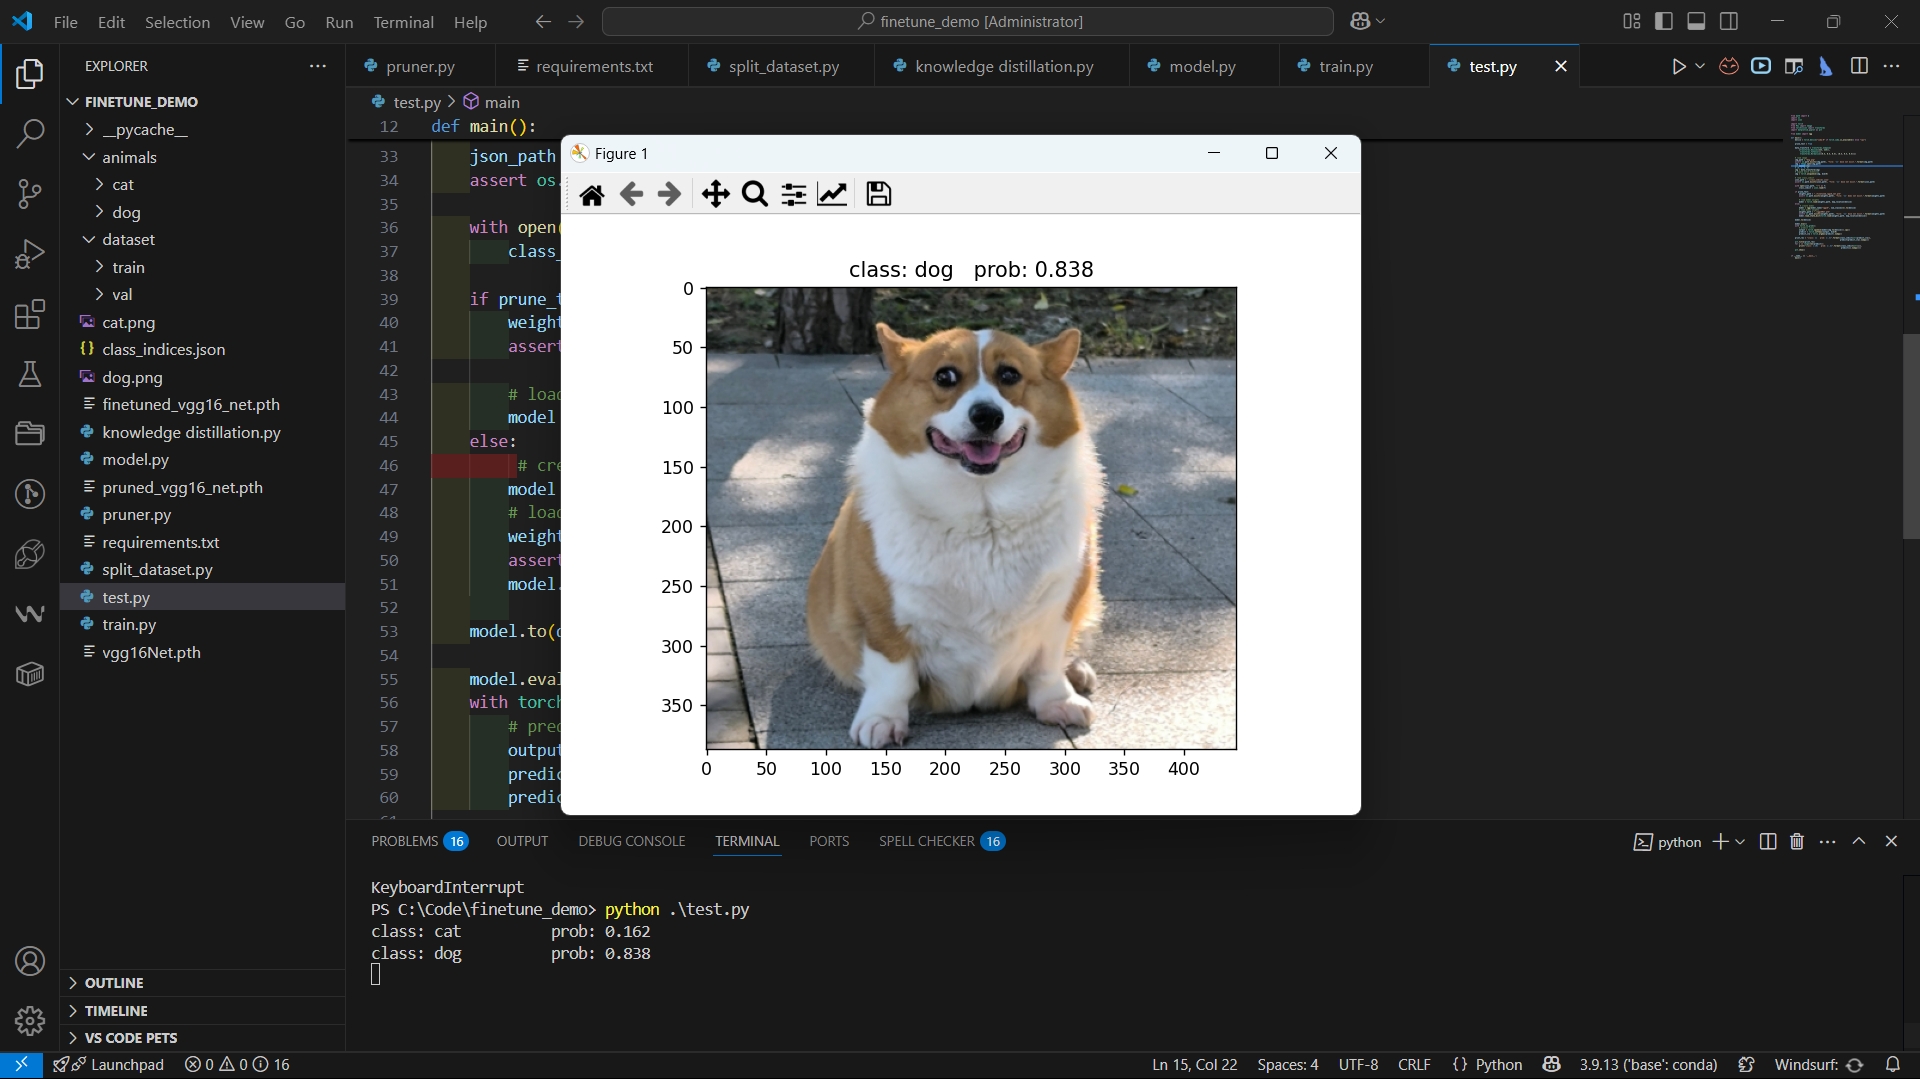 File Edit Selection View Go Run Terminal Help
finetune_demo [Administrator]
EXPLORER
FINETUNE_DEMO
__pycache__
animals
cat
dog
dataset
train
val
cat.png
class_indices.json
dog.png
finetuned_vgg16_net.pth
knowledge distillation.py
model.py
pruned_vgg16_net.pth
pruner.py
requirements.txt
split_dataset.py
test.py
train.py
vgg16Net.pth
OUTLINE
TIMELINE
VS CODE PETS
pruner.py requirements.txt split_dataset.py knowledge distillation.py model.py train.py test.py
test.py > main
12 def main():
33 json_path
34 assert os.
35
36 with open(
37 class_
38
39 if prune_
40 weight
41 assert
42
43 # load
44 model
45 else:
46 # cre
47 model
48 # load
49 weight
50 assert
51 model.
52
53 model.to(
54
55 model.eval
56 with torch
57 # pred
58 output
59 predic
60 predic
Figure 1
class: dog prob: 0.838
0
50
100
150
200
250
300
350
0 50 100 150 200 250 300 350 400
PROBLEMS 16 OUTPUT DEBUG CONSOLE TERMINAL PORTS SPELL CHECKER 16
python
KeyboardInterrupt
PS C:\Code\finetune_demo> python .\test.py
class: cat prob: 0.162
class: dog prob: 0.838
Launchpad 0 0 16 Ln 15, Col 22 Spaces: 4 UTF-8 CRLF {} Python 3.9.13 ('base': conda) Windsurf: